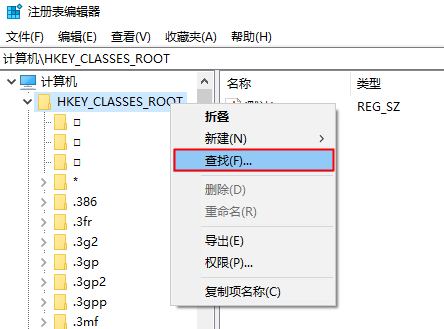 注册表编辑器
文件(F) 编辑(E) 查看(V) 收藏夹(A) 帮助(H)
计算机\HKEY_CLASSES_ROOT
计算机
名称 类型
HKEY_CLASSES_ROOT
REG_SZ
折叠
新建(N)
查找(F)...
*
删除(D)
.386
重命名(R)
.3fr
.3g2
导出(E)
.3gp
权限(P)...
.3gp2
复制项名称(C)
.3gpp
.3mf